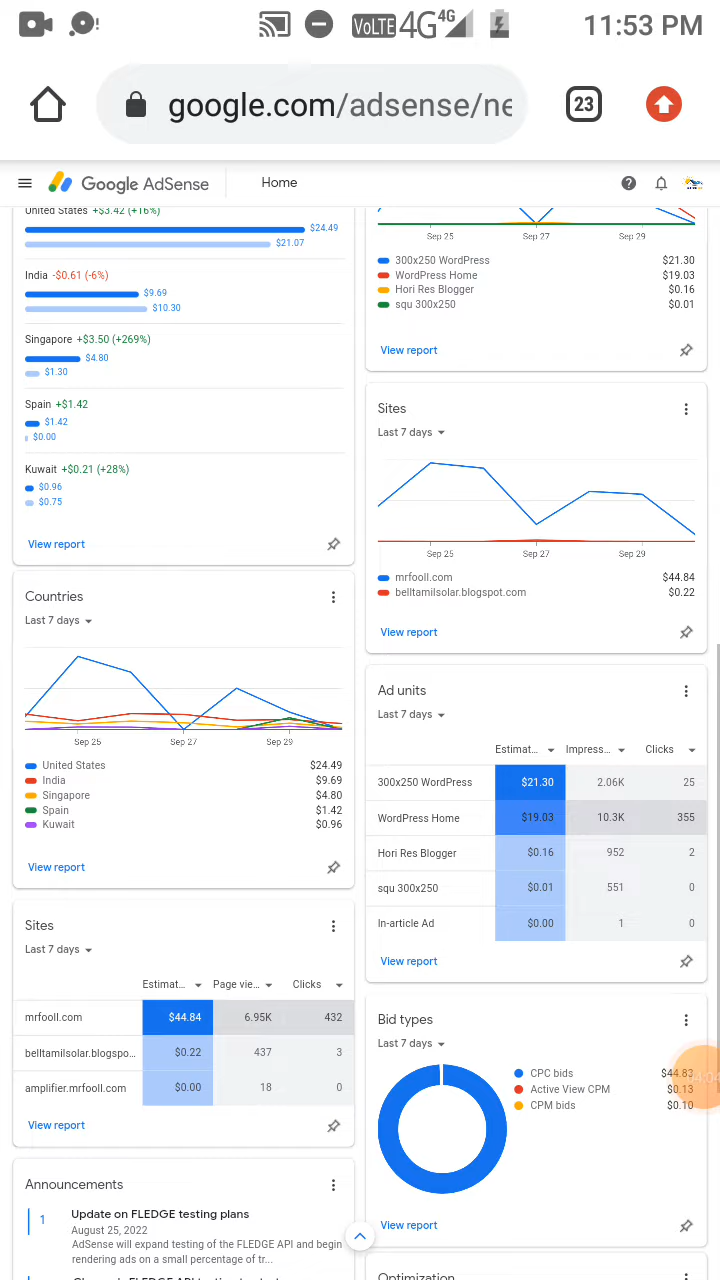 VoLTE 4G 4G 11:53 PM
google.com/adsense/ne
23
Google AdSense Home
United States +$3.42 (+16%)
$24.49
$21.07
India -$0.61 (-6%)
$9.69
$10.30
Singapore +$3.50 (+269%)
$4.80
$1.30
Spain +$1.42
$1.42
$0.00
Kuwait +$0.21 (+28%)
$0.96
$0.75
View report
Countries
Last 7 days
Sep 25 Sep 27 Sep 29
United States $24.49
India $9.69
Singapore $4.80
Spain $1.42
Kuwait $0.96
View report
Sites
Last 7 days
Estimat... Page vie... Clicks
mrfooll.com $44.84 6.95K 432
belltamilsolar.blogspo... $0.22 437 3
amplifier.mrfooll.com $0.00 18 0
View report
Announcements
1 Update on FLEDGE testing plans
August 25, 2022
AdSense will expand testing of the FLEDGE API and begin
rendering ads on a small percentage of tr...
Sep 25 Sep 27 Sep 29
300x250 WordPress $21.30
WordPress Home $19.03
Hori Res Blogger $0.16
squ 300x250 $0.01
View report
Sites
Last 7 days
Sep 25 Sep 27 Sep 29
mrfooll.com $44.84
belltamilsolar.blogspot.com $0.22
View report
Ad units
Last 7 days
Estimat... Impress... Clicks
300x250 WordPress $21.30 2.06K 25
WordPress Home $19.03 10.3K 355
Hori Res Blogger $0.16 952 2
squ 300x250 $0.01 551 0
In-article Ad $0.00 1 0
View report
Bid types
Last 7 days
CPC bids $44.83
Active View CPM $0.13
CPM bids $0.10
View report
Optimization